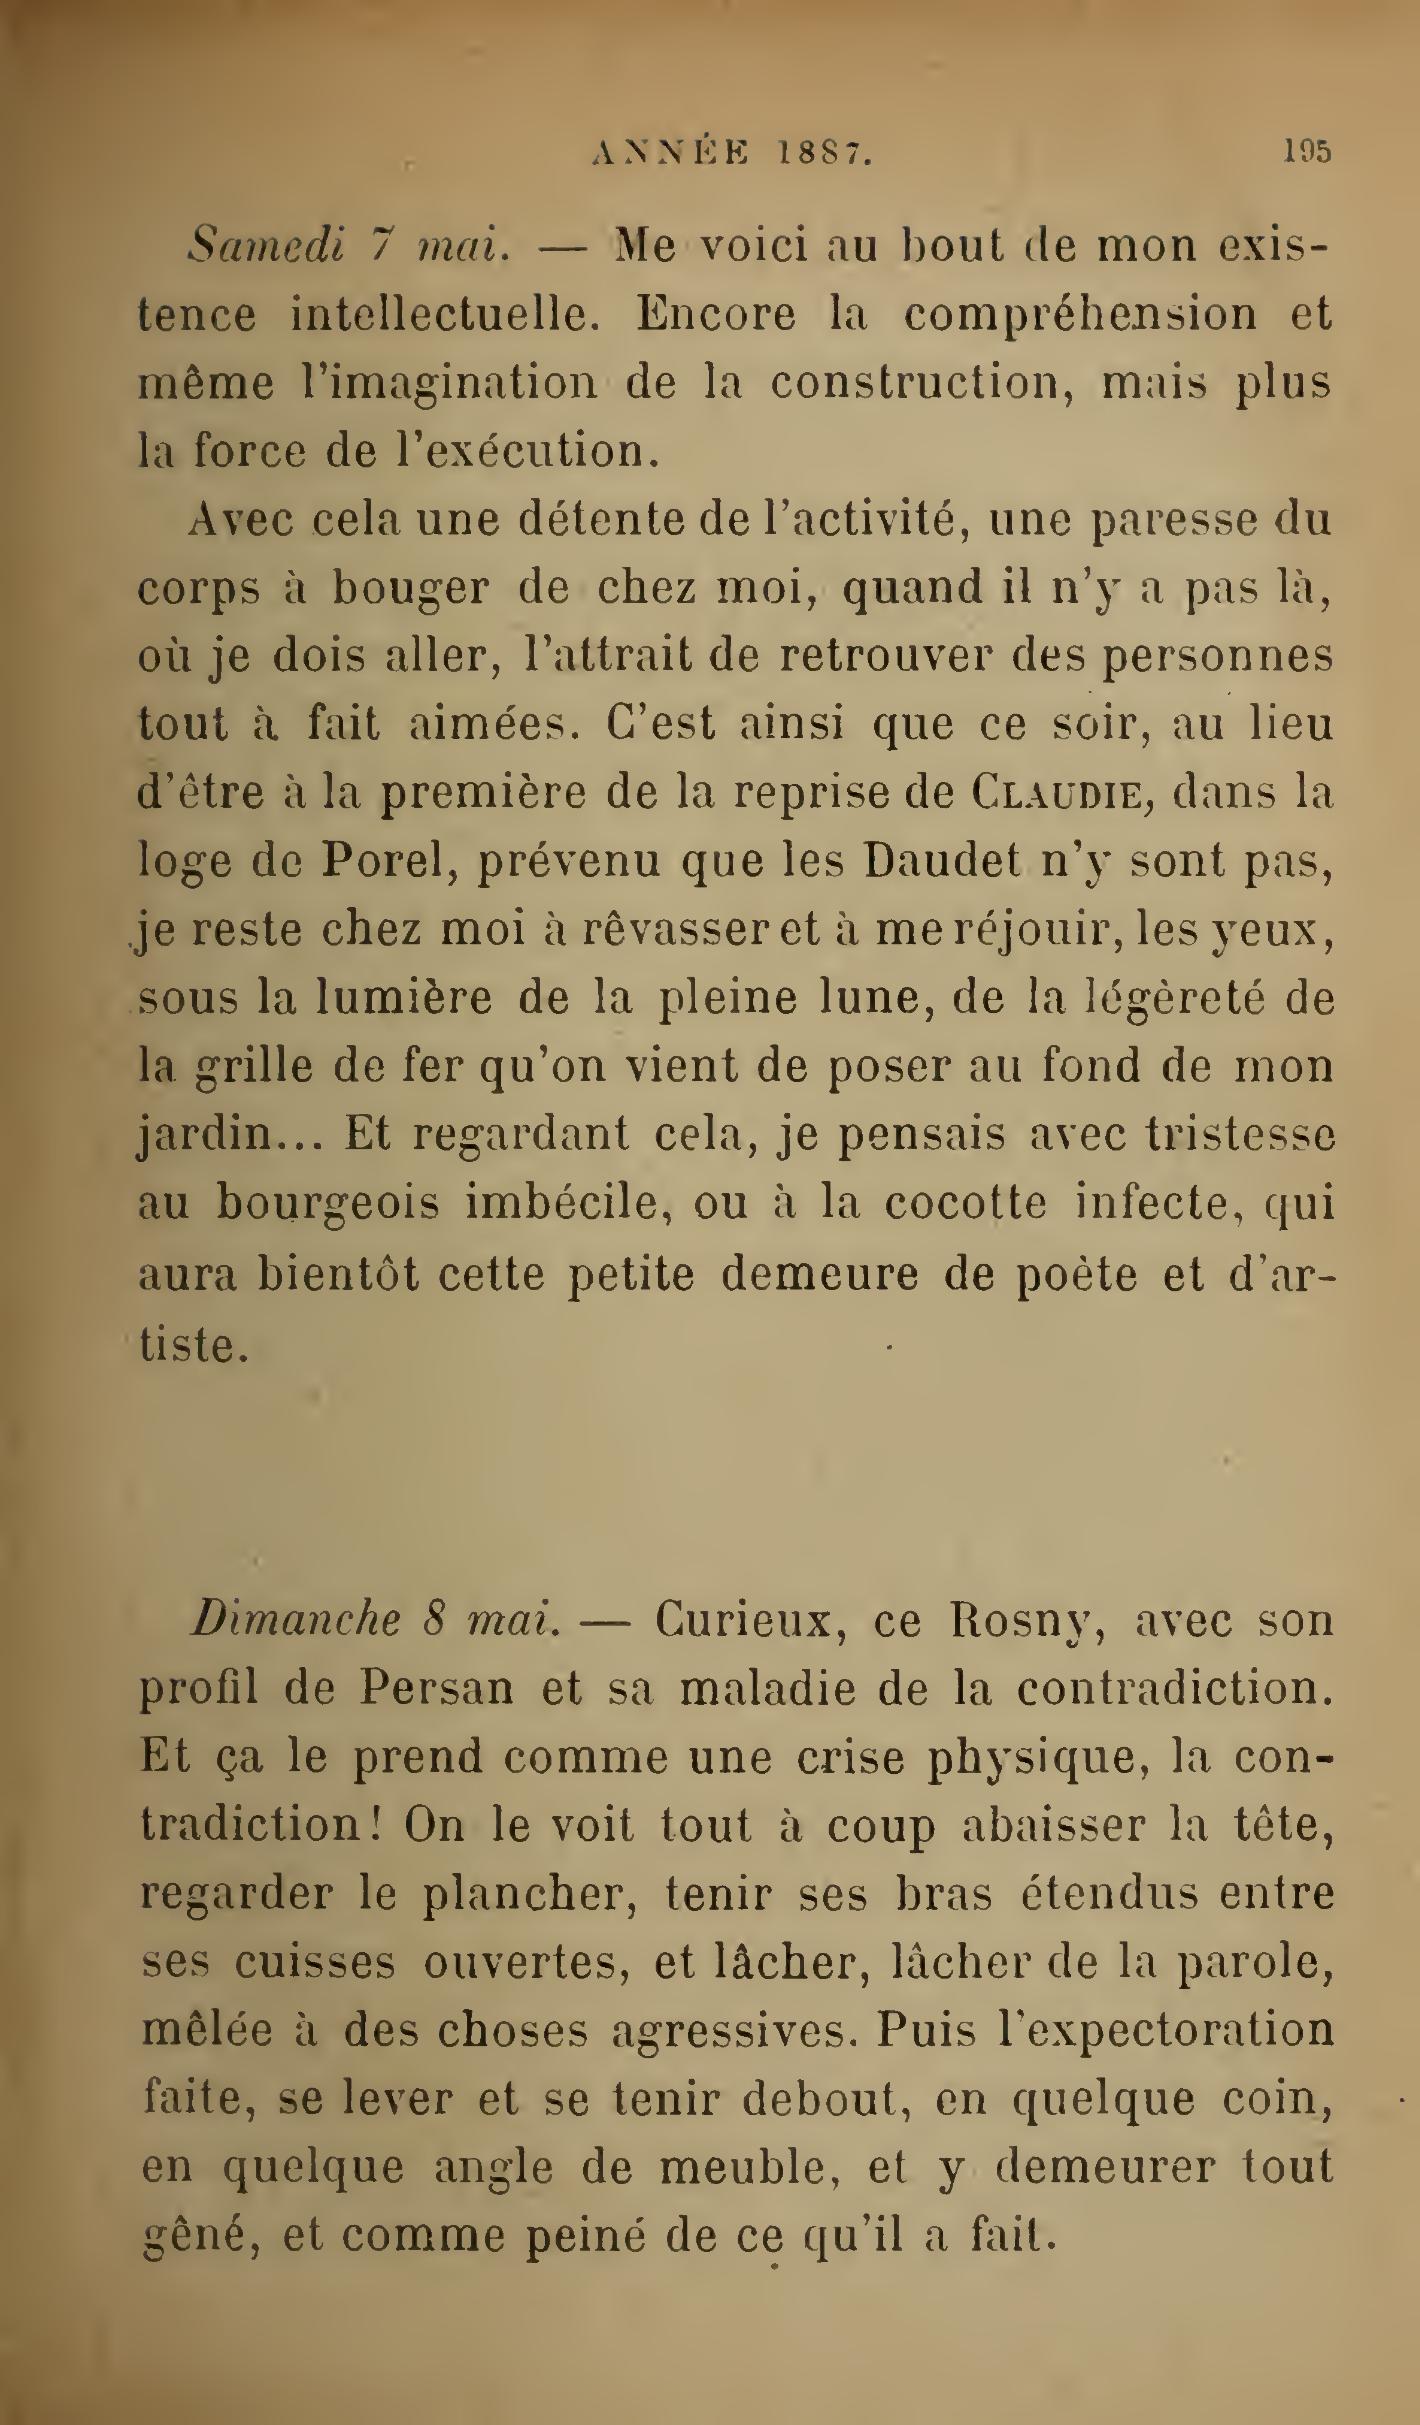 ANNÉE 1887. 195
Samedi 7 mai. — Me voici au bout de mon exis-
tence intellectuelle. Encore la compréhension et
même l'imagination de la construction, mais plus
la force de l'exécution.
Avec cela une détente de l'activité, une paresse du
corps à bouger de chez moi, quand il n'y a pas là,
où je dois aller, l'attrait de retrouver des personnes
tout à fait aimées. C'est ainsi que ce soir, au lieu
d'être à la première de la reprise de CLAUDIE, dans la
loge de Porel, prévenu que les Daudet n'y sont pas,
je reste chez moi à rêvasser et à me réjouir, les yeux,
sous la lumière de la pleine lune, de la légèreté de
la grille de fer qu'on vient de poser au fond de mon
jardin... Et regardant cela, je pensais avec tristesse
au bourgeois imbécile, ou à la cocotte infecte, qui
aura bientôt cette petite demeure de poète et d'ar-
tiste.
Dimanche 8 mai. — Curieux, ce Rosny, avec son
profil de Persan et sa maladie de la contradiction.
Et ça le prend comme une crise physique, la con-
tradiction! On le voit tout à coup abaisser la tête,
regarder le plancher, tenir ses bras étendus entre
ses cuisses ouvertes, et lâcher, lâcher de la parole,
mêlée à des choses agressives. Puis l'expectoration
faite, se lever et se tenir debout, en quelque coin,
en quelque angle de meuble, et y demeurer tout
gêné, et comme peiné de ce qu'il a fait.